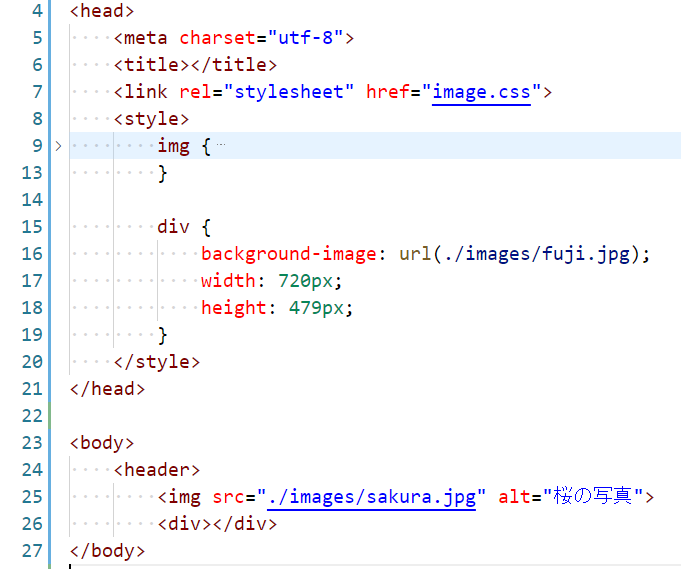 4 <head>
5 <meta charset="utf-8">
6 <title></title>
7 <link rel="stylesheet" href="image.css">
8 <style>
9 > img { ···
13 }
14
15 div {
16 background-image: url(./images/fuji.jpg);
17 width: 720px;
18 height: 479px;
19 }
20 </style>
21 </head>
22
23 <body>
24 <header>
25 <img src="./images/sakura.jpg" alt="桜の写真">
26 <div></div>
27 </body>